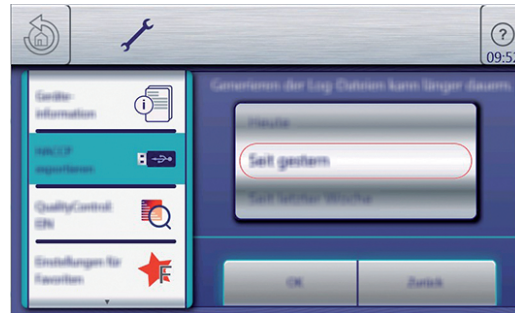 09:52
Generieren der Log-Dateien kann länger dauern.
Geräte-
information
HACCP
exportieren
QualityControl:
EIN
Einstellungen für
Favoriten
Heute
Seit gestern
Seit letzter Woche
OK
Zurück